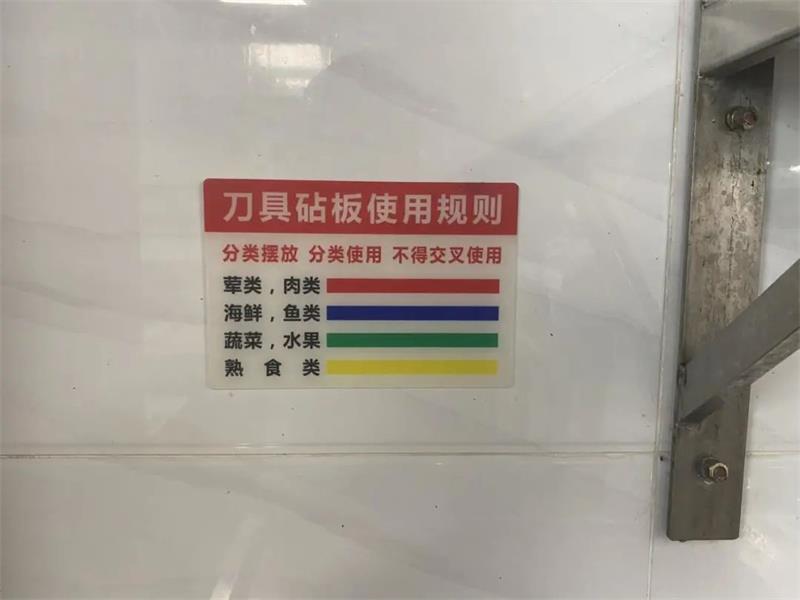 刀具砧板使用规则
分类摆放 分类使用 不得交叉使用
荤类，肉类
海鲜，鱼类
蔬菜，水果
熟食类